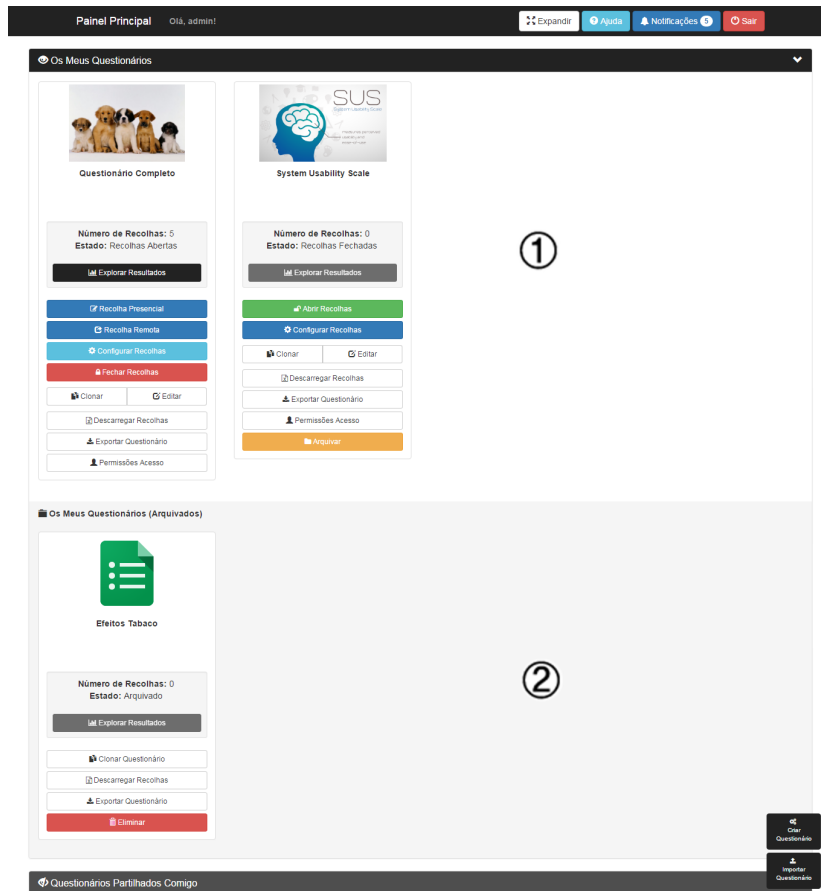 Painel Principal Olá, admin! Expandir Ajuda Notificações 5 Sair
Os Meus Questionários
SUS
System Usability Scale
Questionário Completo
Número de Recolhas: 5
Estado: Recolhas Abertas
Explorar Resultados
Recolha Presencial
Recolha Remota
Configurar Recolhas
Fechar Recolhas
Clonar Editar
Descarregar Recolhas
Exportar Questionário
Permissões Acesso
System Usability Scale
Número de Recolhas: 0
Estado: Recolhas Fechadas
Explorar Resultados
Abrir Recolhas
Configurar Recolhas
Clonar Editar
Descarregar Recolhas
Exportar Questionário
Permissões Acesso
Arquivar
①
Os Meus Questionários (Arquivados)
Efeitos Tabaco
Número de Recolhas: 0
Estado: Arquivado
Explorar Resultados
Clonar Questionário
Descarregar Recolhas
Exportar Questionário
Eliminar
②
Criar
Questionário
Importar
Questionário
Questionários Partilhados Comigo